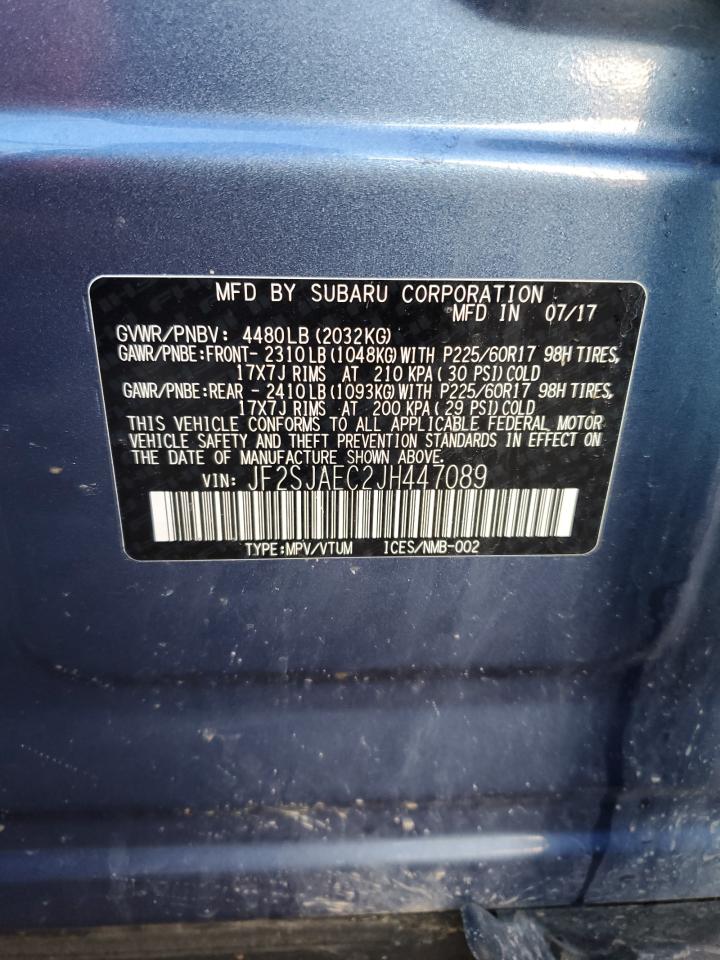 MFD BY SUBARU CORPORATION
MFD IN 07/17
GVWR/PNBV: 4480LB(2032KG)
GAWR/PNBE:FRONT- 2310LB(1048KG)WITH P225/60R17 98H TIRES,
17X7J RIMS AT 210 KPA(30 PSI)COLD
GAWR/PNBE:REAR - 2410LB(1093KG)WITH P225/60R17 98H TIRES,
17X7J RIMS AT 200 KPA(29 PSI)COLD
THIS VEHICLE CONFORMS TO ALL APPLICABLE FEDERAL MOTOR
VEHICLE SAFETY AND THEFT PREVENTION STANDARDS IN EFFECT ON
THE DATE OF MANUFACTURE SHOWN ABOVE.
VIN: JF2SJAEC2JH447089
TYPE:MPV/VTUM ICES/NMB-002